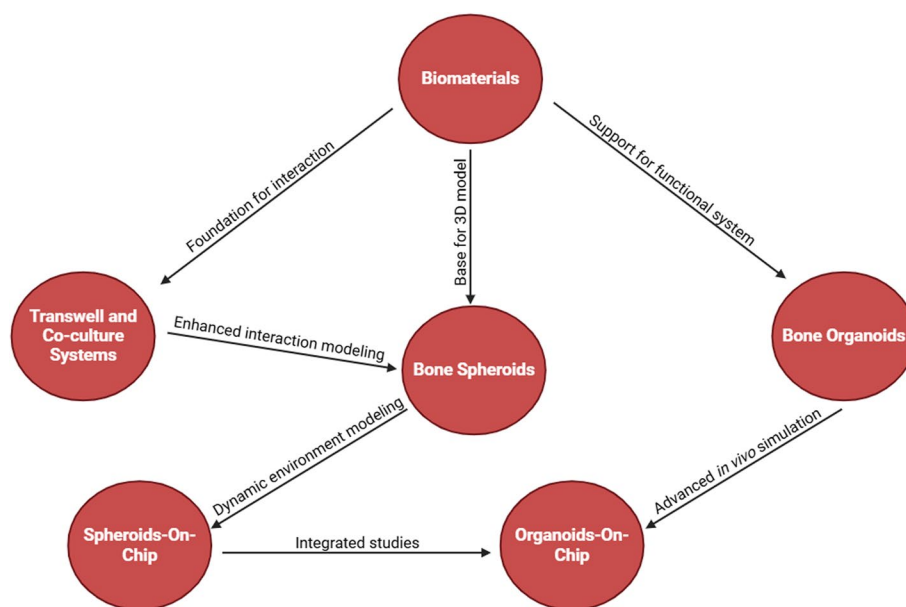 Biomaterials
Foundation for interaction
Base for 3D model
Support for functional system
Transwell and
Co-culture
Systems
Enhanced interaction modeling
Bone Spheroids
Bone Organoids
Dynamic environment modeling
Advanced in vivo simulation
Spheroids-On-
Chip
Integrated studies
Organoids-On-
Chip